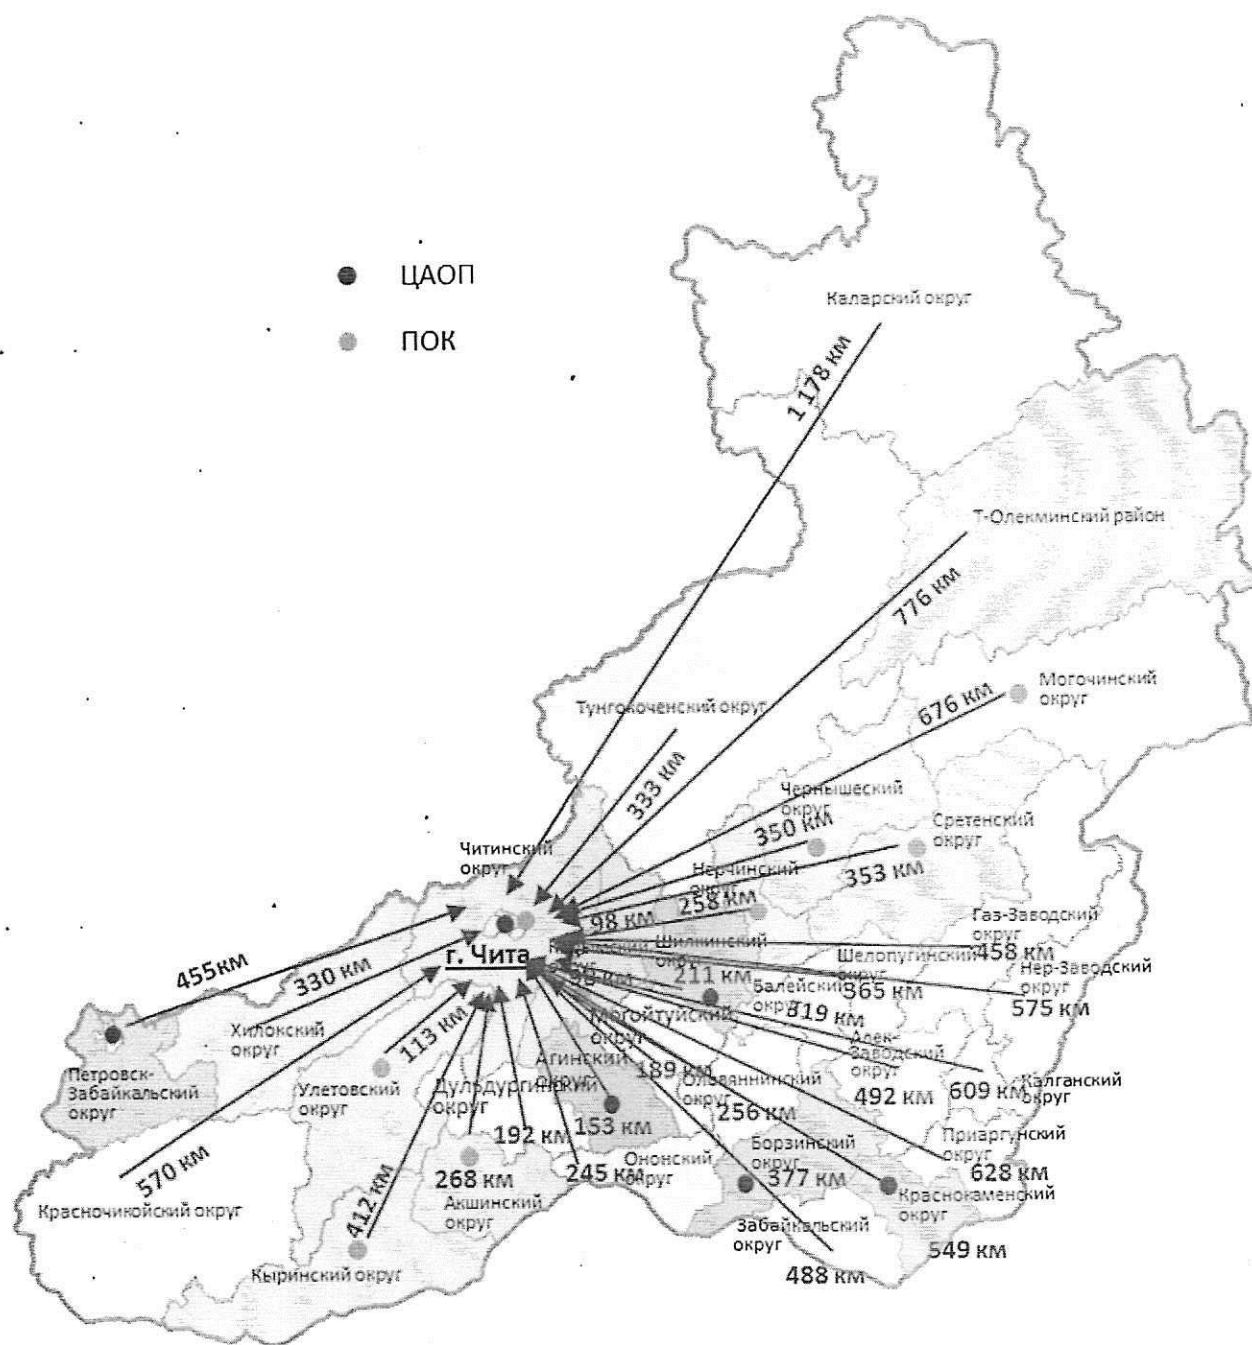 ЦАОП
ПОК
Каларский округ
1 178 км
Т-Олекминский район
776 км
Могочинский
округ
676 км
Тунгокоченский округ
333 км
Чернышеский
округ
350 км
Сретенский
округ
353 км
Читинский
округ
Нерчинский
округ
258 км
98 км
Газ-Заводский
округ
458 км
г. Чита
Шилкинский
округ
211 км
Шелопугинский
округ
365 км
Нер-Заводский
округ
575 км
455км
330 км
Балейский
округ
319 км
Хилокский
округ
113 км
Могойтуйский
округ
189 км
Алек-
Заводский
округ
492 км
609 км
Калганский
округ
Петровск-
Забайкальский
округ
Улетовский
округ
Дульдургинский
округ
Агинский
округ
153 км
192 км
Оловяннинский
округ
256 км
Приаргунский
округ
628 км
570 км
Красночикойский округ
412 км
268 км
Акшинский
округ
245 км
Ононский
округ
Борзинский
округ
377 км
Краснокаменский
округ
549 км
Забайкальский
округ
488 км
Кыринский округ